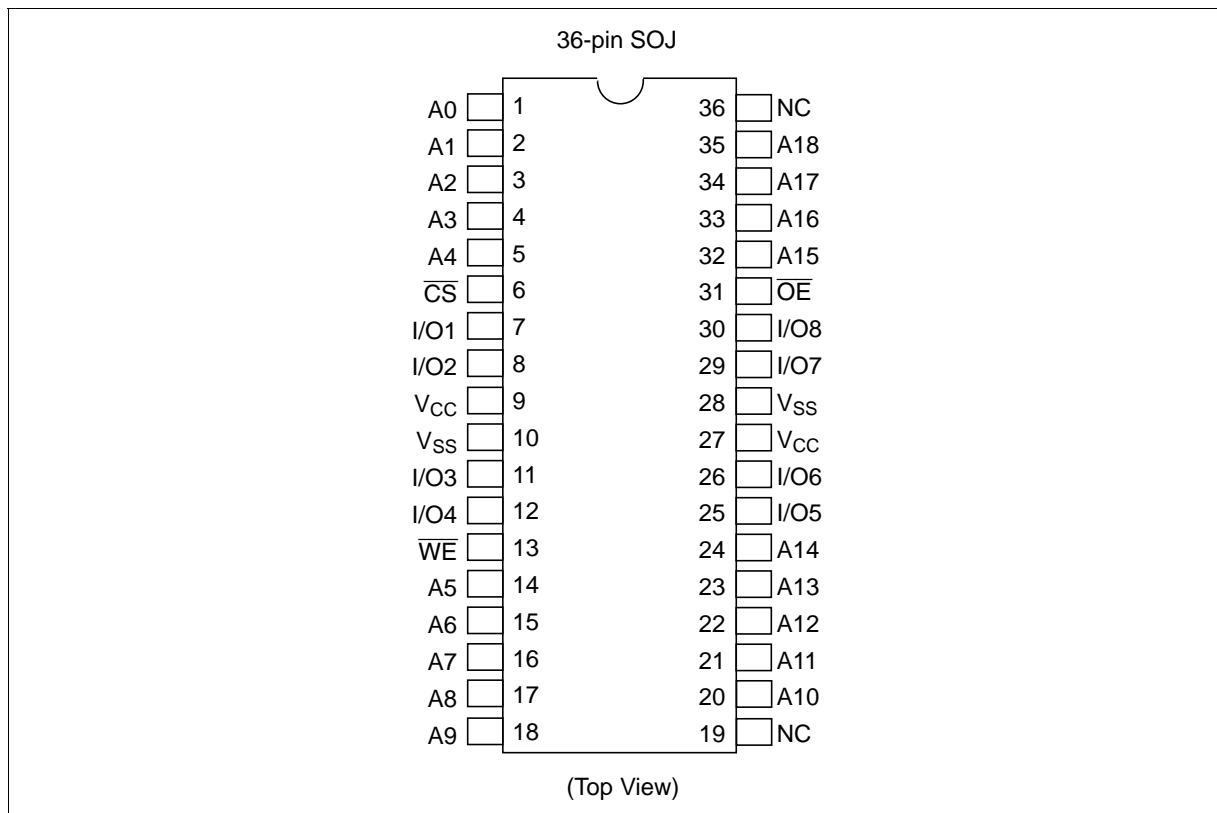 36-pin SOJ
A0 1 36 NC
A1 2 35 A18
A2 3 34 A17
A3 4 33 A16
A4 5 32 A15
C̅S̅ 6 31 O̅E̅
I/O1 7 30 I/O8
I/O2 8 29 I/O7
VCC 9 28 VSS
VSS 10 27 VCC
I/O3 11 26 I/O6
I/O4 12 25 I/O5
W̅E̅ 13 24 A14
A5 14 23 A13
A6 15 22 A12
A7 16 21 A11
A8 17 20 A10
A9 18 19 NC
(Top View)